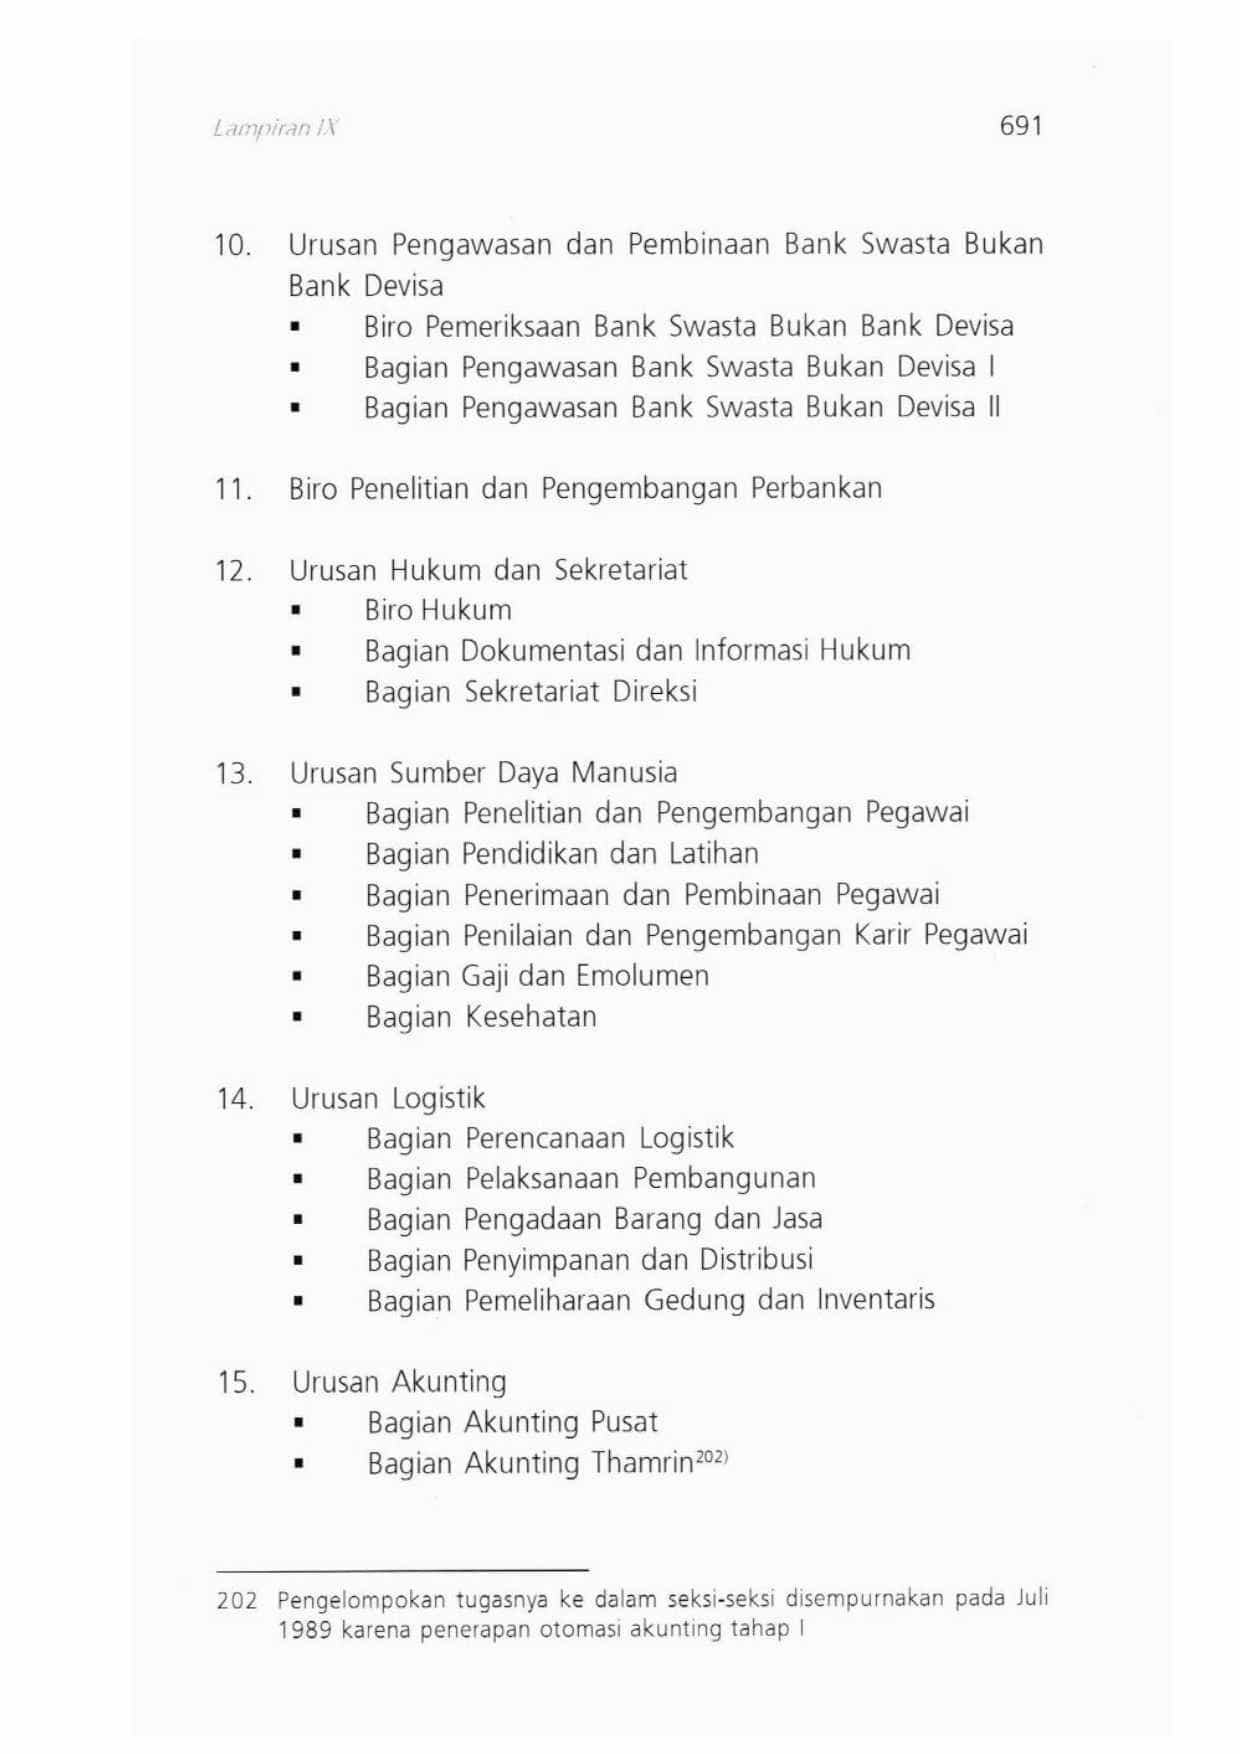 Lampiran IX 691
10. Urusan Pengawasan dan Pembinaan Bank Swasta Bukan
Bank Devisa
▪ Biro Pemeriksaan Bank Swasta Bukan Bank Devisa
▪ Bagian Pengawasan Bank Swasta Bukan Devisa I
▪ Bagian Pengawasan Bank Swasta Bukan Devisa II
11. Biro Penelitian dan Pengembangan Perbankan
12. Urusan Hukum dan Sekretariat
▪ Biro Hukum
▪ Bagian Dokumentasi dan Informasi Hukum
▪ Bagian Sekretariat Direksi
13. Urusan Sumber Daya Manusia
▪ Bagian Penelitian dan Pengembangan Pegawai
▪ Bagian Pendidikan dan Latihan
▪ Bagian Penerimaan dan Pembinaan Pegawai
▪ Bagian Penilaian dan Pengembangan Karir Pegawai
▪ Bagian Gaji dan Emolumen
▪ Bagian Kesehatan
14. Urusan Logistik
▪ Bagian Perencanaan Logistik
▪ Bagian Pelaksanaan Pembangunan
▪ Bagian Pengadaan Barang dan Jasa
▪ Bagian Penyimpanan dan Distribusi
▪ Bagian Pemeliharaan Gedung dan Inventaris
15. Urusan Akunting
▪ Bagian Akunting Pusat
▪ Bagian Akunting Thamrin202)
202 Pengelompokan tugasnya ke dalam seksi-seksi disempurnakan pada Juli
1989 karena penerapan otomasi akunting tahap I